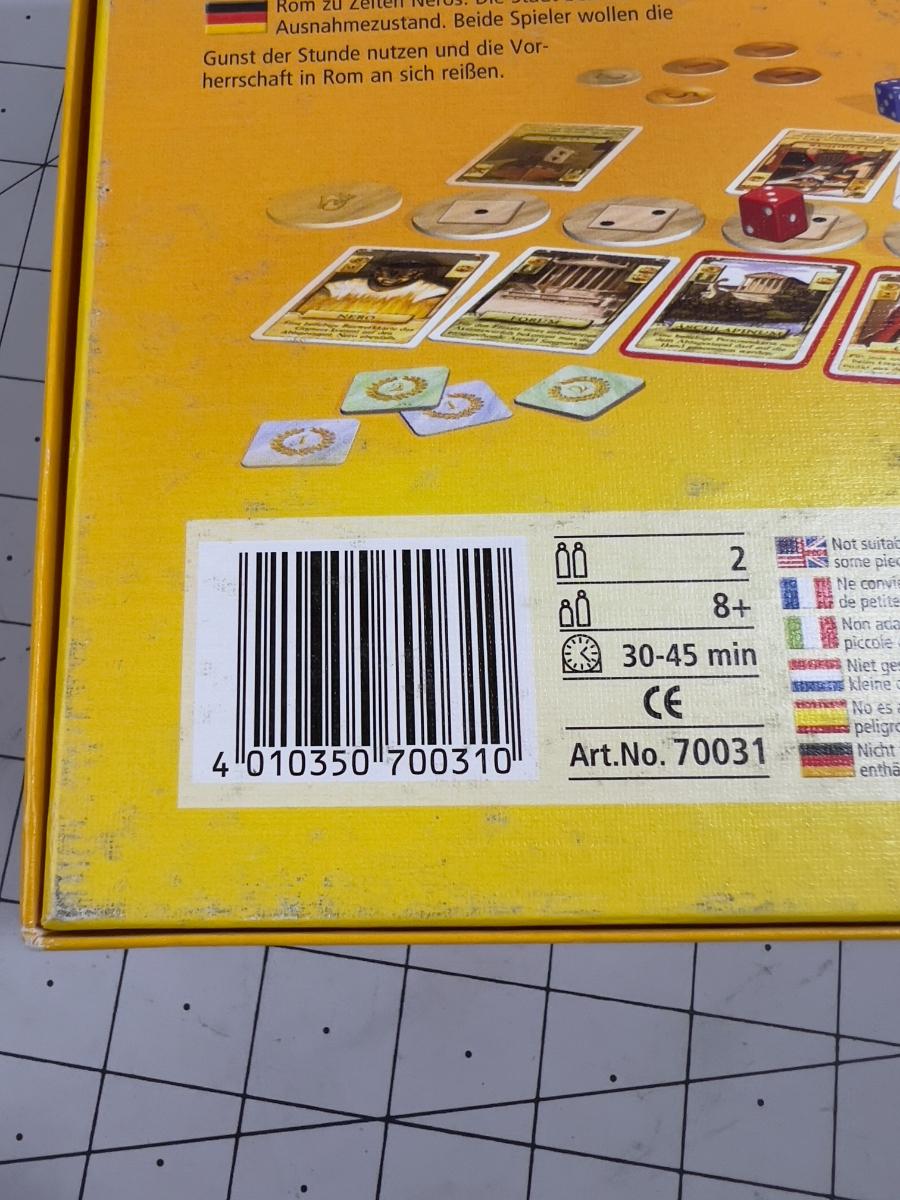 Rom zu Zeiten Neros. Die Stadt
Ausnahmezustand. Beide Spieler wollen die
Gunst der Stunde nutzen und die Vor-
herrschaft in Rom an sich reißen.
NERO
FORUM
AESCULAPINUM
2
8+
30-45 min
CE
Art.No. 70031
4 010350 700310
Not suitab
some piec
Ne convie
de petite
Non ada
piccole
Niet ges
kleine o
No es a
peligro
Nicht
enthä